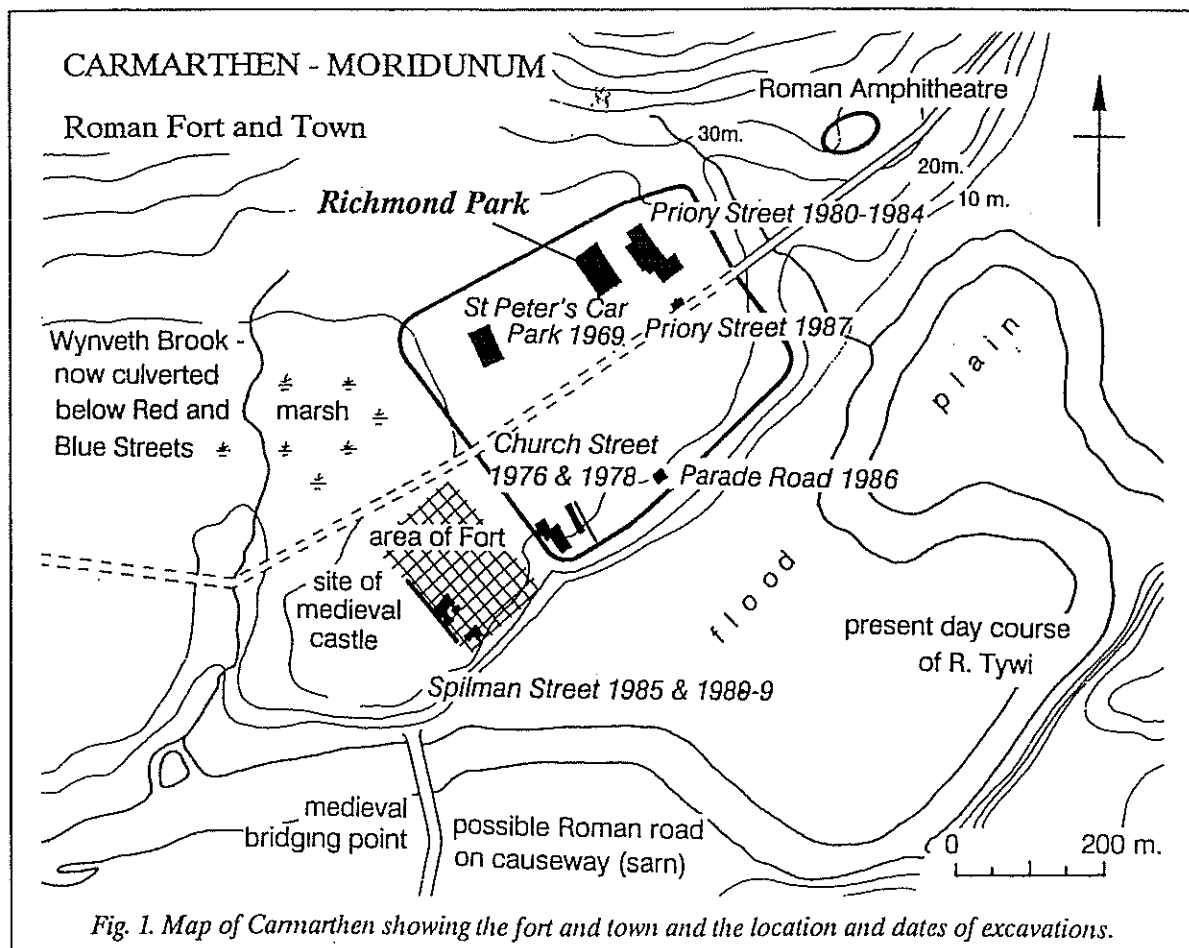 CARMARTHEN - MORIDUNUM
Roman Fort and Town
Roman Amphitheatre
30m.
20m.
10 m.
Richmond Park
Priory Street 1980-1984
St Peter's Car
Park 1969
Priory Street 1987
Wynveth Brook -
now culverted
below Red and
Blue Streets
marsh
plain
Church Street
1976 & 1978
Parade Road 1986
area of Fort
site of
medieval
castle
flood
present day course
of R. Tywi
Spilman Street 1985 & 1988-9
medieval
bridging point
possible Roman road
on causeway (sarn)
0 200 m.
Fig. 1. Map of Carmarthen showing the fort and town and the location and dates of excavations.